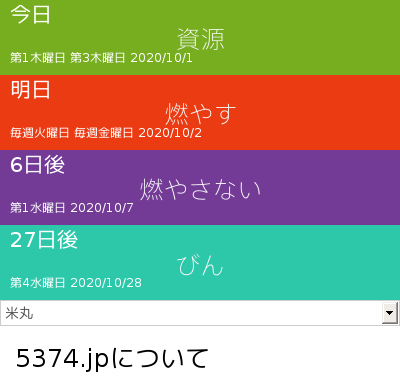 今日
資源
第1木曜日 第3木曜日 2020/10/1
明日
燃やす
毎週火曜日 毎週金曜日 2020/10/2
6日後
燃やさない
第1水曜日 2020/10/7
27日後
びん
第4水曜日 2020/10/28
米丸
5374.jpについて